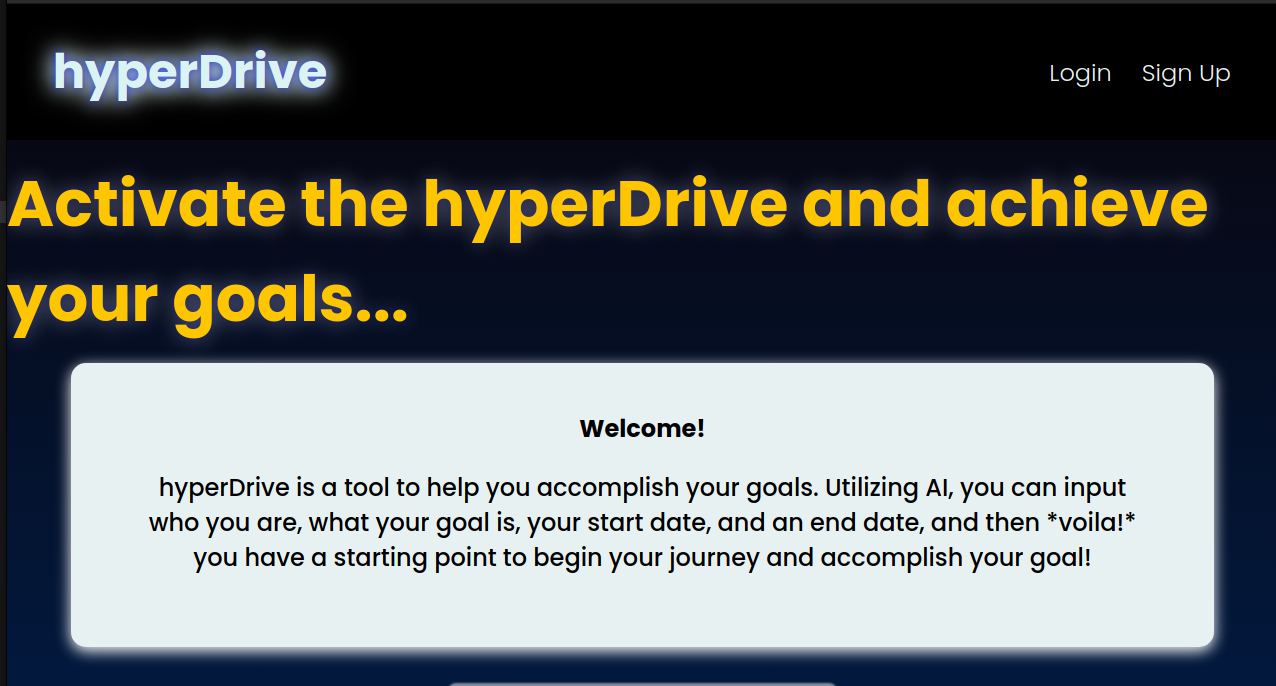 hyperDrive
Login Sign Up
Activate the hyperDrive and achieve
your goals...
Welcome!
hyperDrive is a tool to help you accomplish your goals. Utilizing AI, you can input
who you are, what your goal is, your start date, and an end date, and then *voila!*
you have a starting point to begin your journey and accomplish your goal!